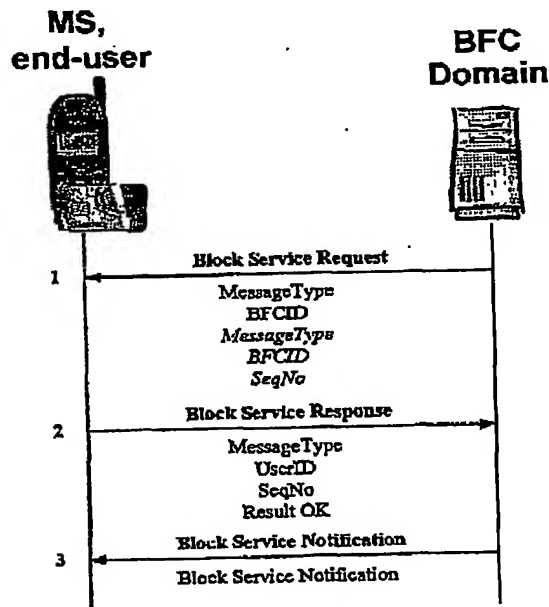 MS,
end-user
BFC
Domain
1
Block Service Request
MessageType
BFCID
MessageType
BFCID
SeqNo
2
Block Service Response
MessageType
UserID
SeqNo
Result OK
3
Block Service Notification
Block Service Notification